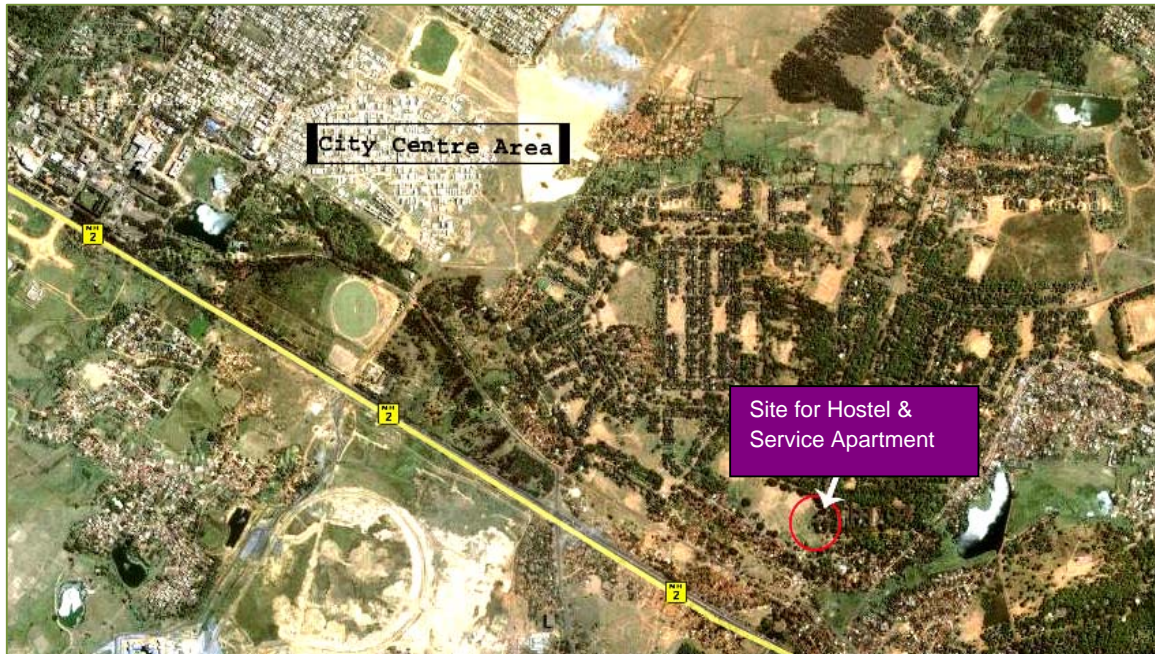 City Centre Area
NH
2
NH
2
Site for Hostel &
Service Apartment
NH
2
L